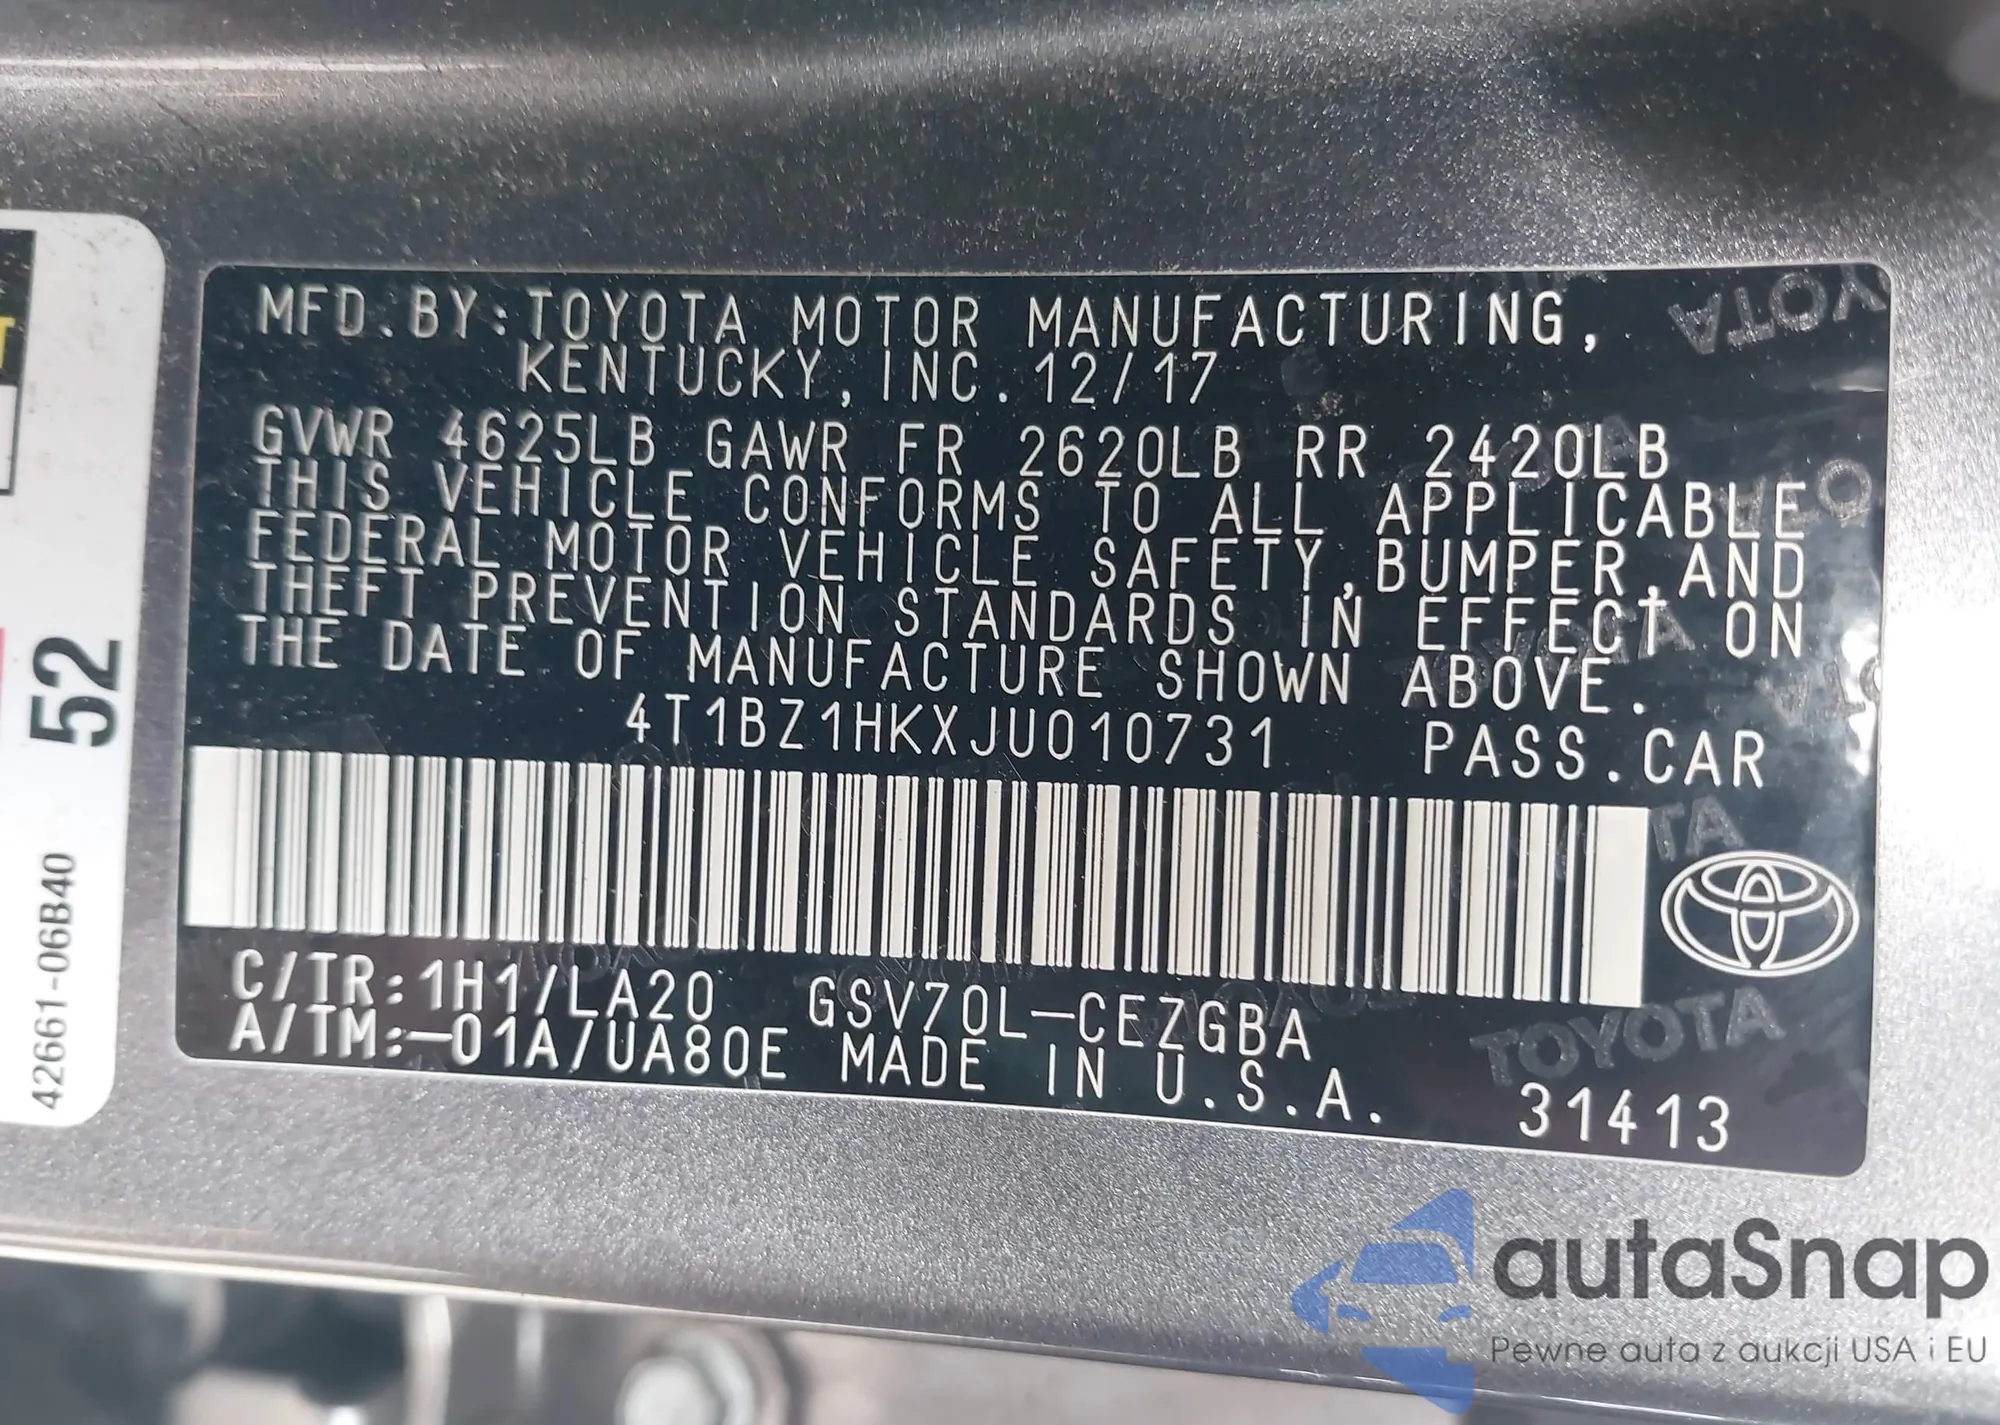 MFD.BY:TOYOTA MOTOR MANUFACTURING,
KENTUCKY, INC. 12/17
GVWR 4625LB GAWR FR 2620LB RR 2420LB
THIS VEHICLE CONFORMS TO ALL APPLICABLE
FEDERAL MOTOR VEHICLE SAFETY,BUMPER,AND
THEFT PREVENTION STANDARDS IN EFFECT ON
THE DATE OF MANUFACTURE SHOWN ABOVE.
4T1BZ1HKXJU010731 PASS.CAR
C/TR:1H1/LA20 GSV70L-CEZGBA
A/TM:-01A/UA80E MADE IN U.S.A. 31413
TOYOTA
TOYOTA
52
42661-06B40
autaSnap
Pewne auta z aukcji USA i EU